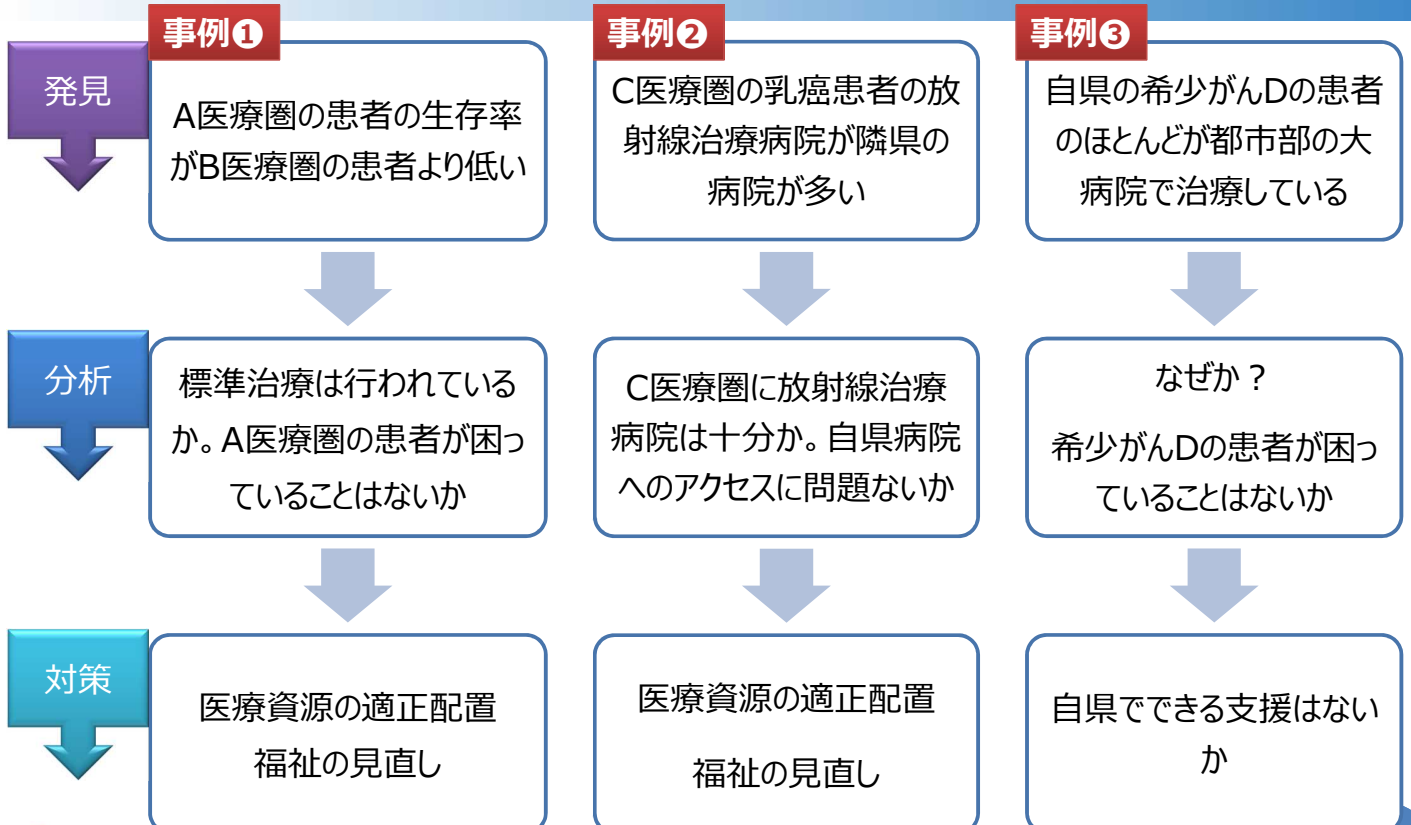 事例❶
事例❷
事例❸
発見
A医療圏の患者の生存率
がB医療圏の患者より低い
C医療圏の乳癌患者の放
射線治療病院が隣県の
病院が多い
自県の希少がんDの患者
のほとんどが都市部の大
病院で治療している
分析
標準治療は行われている
か。A医療圏の患者が困っ
ていることはないか
C医療圏に放射線治療
病院は十分か。自県病院
へのアクセスに問題ないか
なぜか？
希少がんDの患者が困っ
ていることはないか
対策
医療資源の適正配置
福祉の見直し
医療資源の適正配置
福祉の見直し
自県でできる支援はない
か